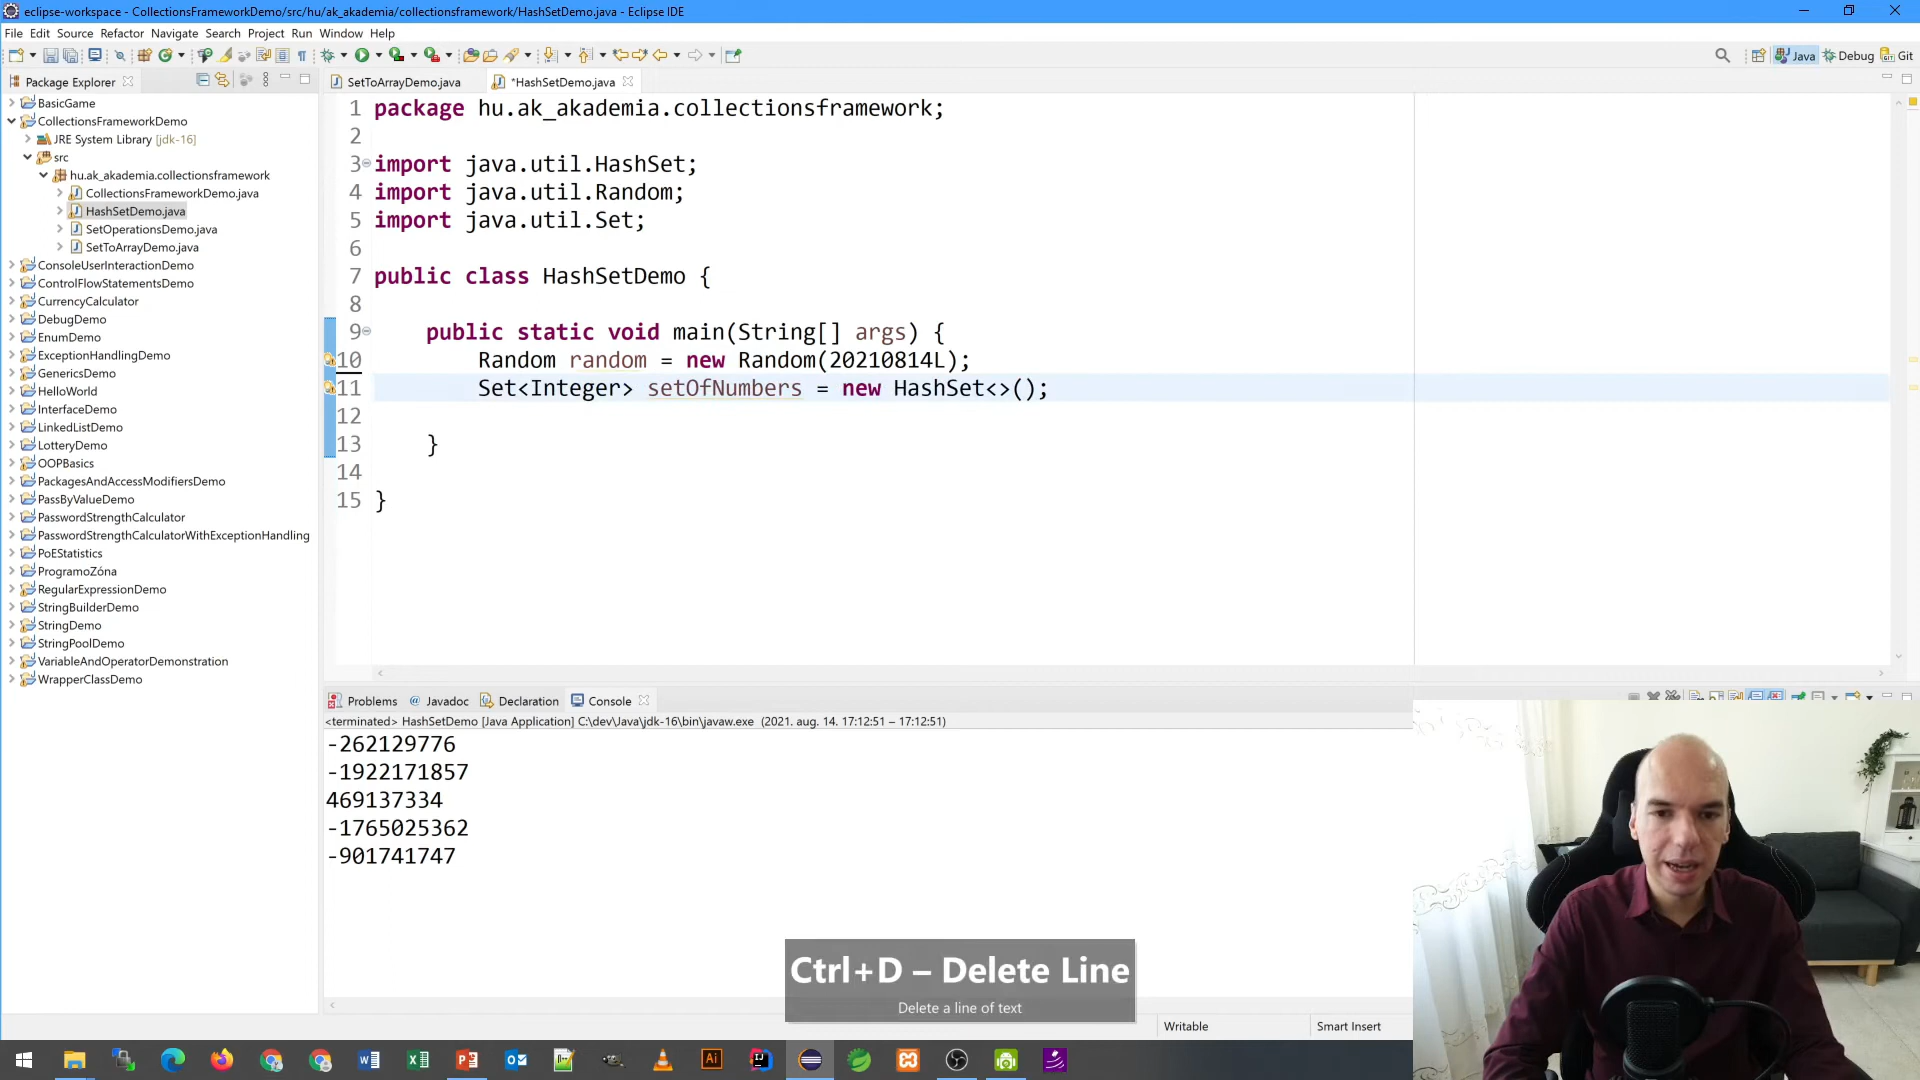 eclipse-workspace - CollectionsFrameworkDemo/src/hu/ak_akademia/collectionsframework/HashSetDemo.java - Eclipse IDE
File Edit Source Refactor Navigate Search Project Run Window Help
Java Debug Git
Package Explorer
BasicGame
CollectionsFrameworkDemo
JRE System Library [jdk-16]
src
hu.ak_akademia.collectionsframework
CollectionsFrameworkDemo.java
HashSetDemo.java
SetOperationsDemo.java
SetToArrayDemo.java
ConsoleUserInteractionDemo
ControlFlowStatementsDemo
CurrencyCalculator
DebugDemo
EnumDemo
ExceptionHandlingDemo
GenericsDemo
HelloWorld
InterfaceDemo
LinkedListDemo
LotteryDemo
OOPBasics
PackagesAndAccessModifiersDemo
PassByValueDemo
PasswordStrengthCalculator
PasswordStrengthCalculatorWithExceptionHandling
PoEStatistics
ProgramoZóna
RegularExpressionDemo
StringBuilderDemo
StringDemo
StringPoolDemo
VariableAndOperatorDemonstration
WrapperClassDemo
SetToArrayDemo.java *HashSetDemo.java
1 package hu.ak_akademia.collectionsframework;
2
3 import java.util.HashSet;
4 import java.util.Random;
5 import java.util.Set;
6
7 public class HashSetDemo {
8
9 public static void main(String[] args) {
10 Random random = new Random(20210814L);
11 Set<Integer> setOfNumbers = new HashSet<>();
12
13 }
14
15 }
Problems Javadoc Declaration Console
<terminated> HashSetDemo [Java Application] C:\dev\Java\jdk-16\bin\javaw.exe (2021. aug. 14. 17:12:51 – 17:12:51)
-262129776
-1922171857
469137334
-1765025362
-901741747
Ctrl+D – Delete Line
Delete a line of text
Writable Smart Insert